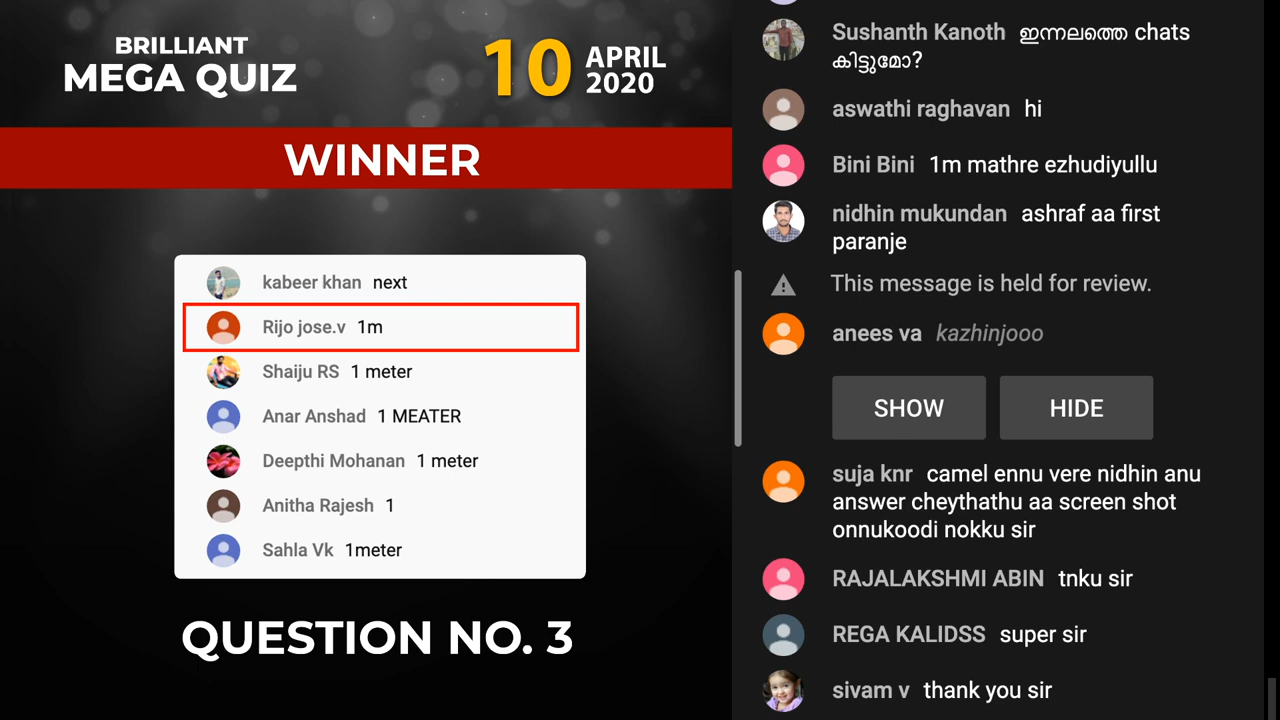 BRILLIANT
MEGA QUIZ
10 APRIL
2020
WINNER
kabeer khan next
Rijo jose.v 1m
Shaiju RS 1 meter
Anar Anshad 1 MEATER
Deepthi Mohanan 1 meter
Anitha Rajesh 1
Sahla Vk 1meter
QUESTION NO. 3
Sushanth Kanoth ഇന്നലത്തെ chats
കിട്ടുമോ?
aswathi raghavan hi
Bini Bini 1m mathre ezhudiyullu
nidhin mukundan ashraf aa first
paranje
This message is held for review.
anees va kazhinjooo
SHOW HIDE
suja knr camel ennu vere nidhin anu
answer cheythathu aa screen shot
onnukoodi nokku sir
RAJALAKSHMI ABIN tnku sir
REGA KALIDSS super sir
sivam v thank you sir